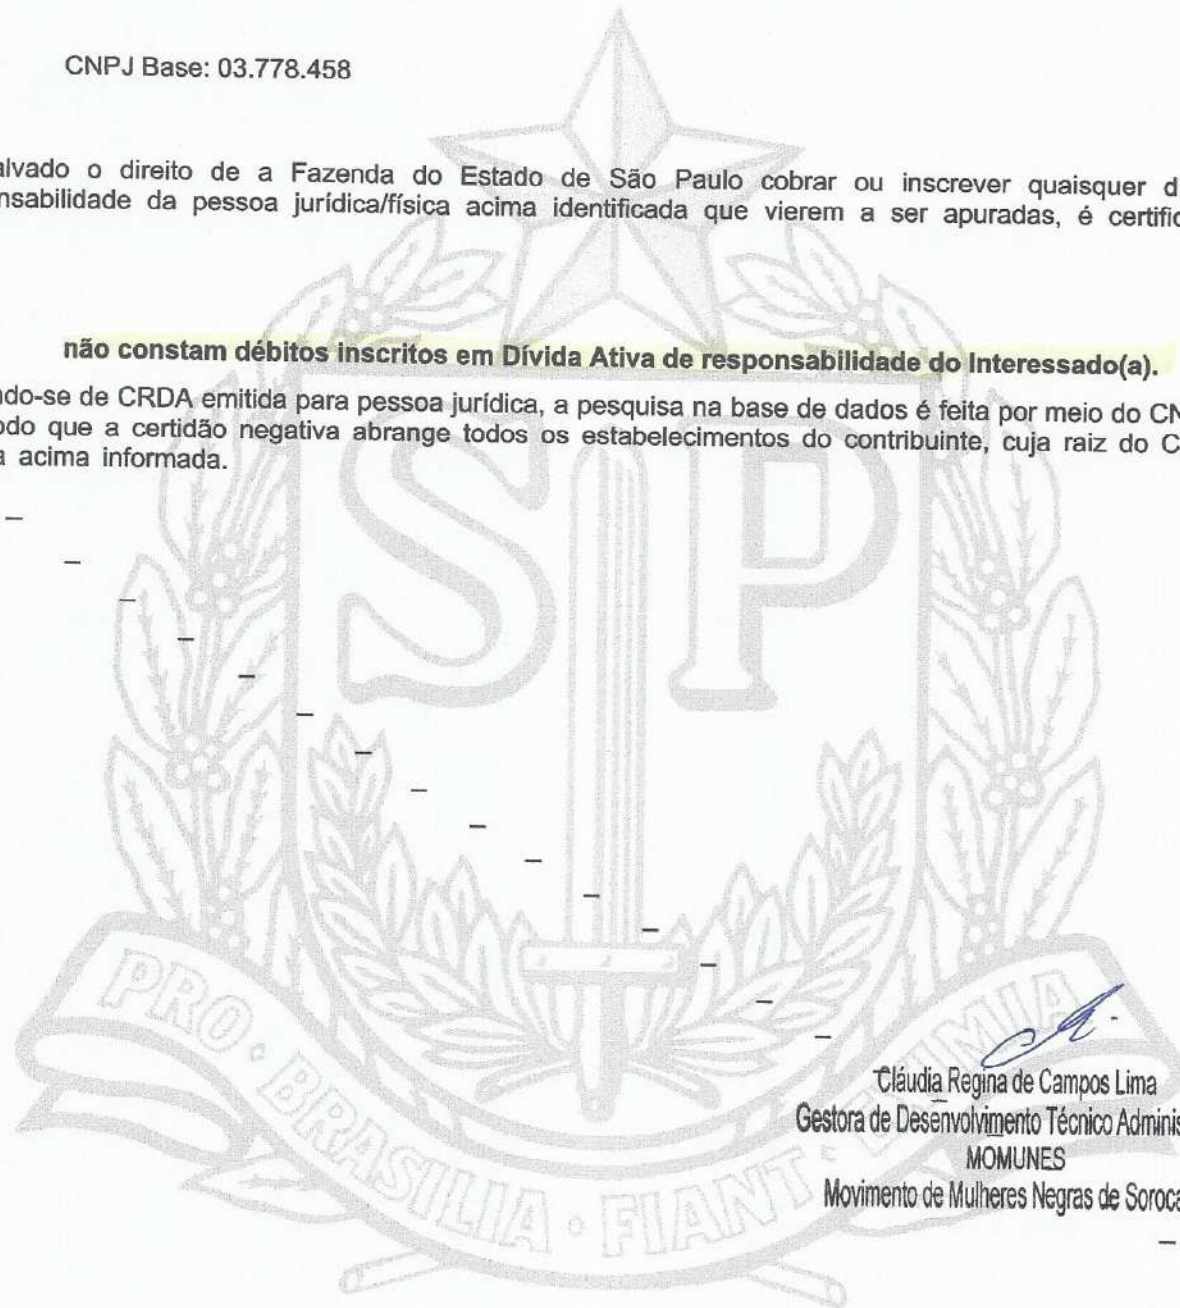 CNPJ Base: 03.778.458
alvado o direito de a Fazenda do Estado de São Paulo cobrar ou inscrever quaisquer d
nsabilidade da pessoa jurídica/física acima identificada que vierem a ser apuradas, é certific
não constam débitos inscritos em Dívida Ativa de responsabilidade do Interessado(a).
ndo-se de CRDA emitida para pessoa jurídica, a pesquisa na base de dados é feita por meio do CN
odo que a certidão negativa abrange todos os estabelecimentos do contribuinte, cuja raiz do C
a acima informada.
SP
PRO • BRASILIA • FIANT • EXIMIA
Cláudia Regina de Campos Lima
Gestora de Desenvolvimento Técnico Adminis
MOMUNES
Movimento de Mulheres Negras de Soroca